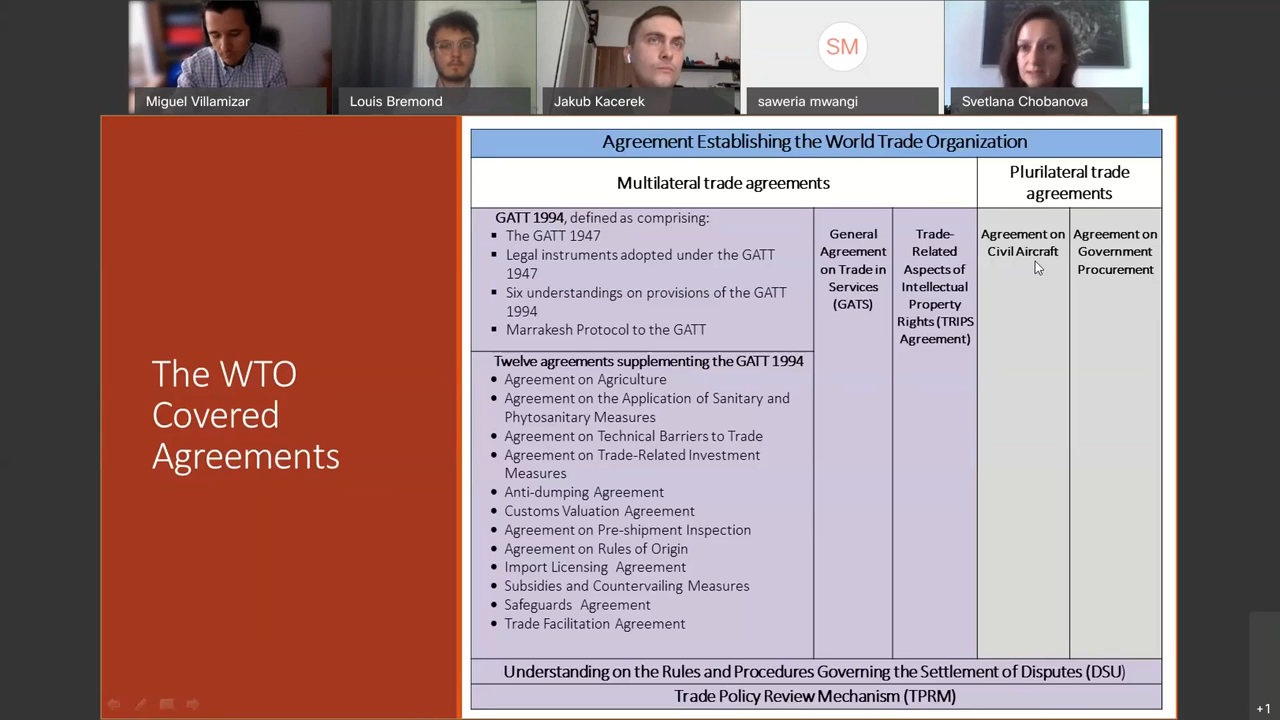 Miguel Villamizar
Louis Bremond
Jakub Kacerek
SM
saweria mwangi
Svetlana Chobanova
The WTO
Covered
Agreements
Agreement Establishing the World Trade Organization
Multilateral trade agreements
Plurilateral trade
agreements
GATT 1994, defined as comprising:
▪ The GATT 1947
▪ Legal instruments adopted under the GATT
1947
▪ Six understandings on provisions of the GATT
1994
▪ Marrakesh Protocol to the GATT
Twelve agreements supplementing the GATT 1994
• Agreement on Agriculture
• Agreement on the Application of Sanitary and
Phytosanitary Measures
• Agreement on Technical Barriers to Trade
• Agreement on Trade-Related Investment
Measures
• Anti-dumping Agreement
• Customs Valuation Agreement
• Agreement on Pre-shipment Inspection
• Agreement on Rules of Origin
• Import Licensing Agreement
• Subsidies and Countervailing Measures
• Safeguards Agreement
• Trade Facilitation Agreement
General
Agreement
on Trade in
Services
(GATS)
Trade-
Related
Aspects of
Intellectual
Property
Rights (TRIPS
Agreement)
Agreement on
Civil Aircraft
Agreement on
Government
Procurement
Understanding on the Rules and Procedures Governing the Settlement of Disputes (DSU)
Trade Policy Review Mechanism (TPRM)
+1